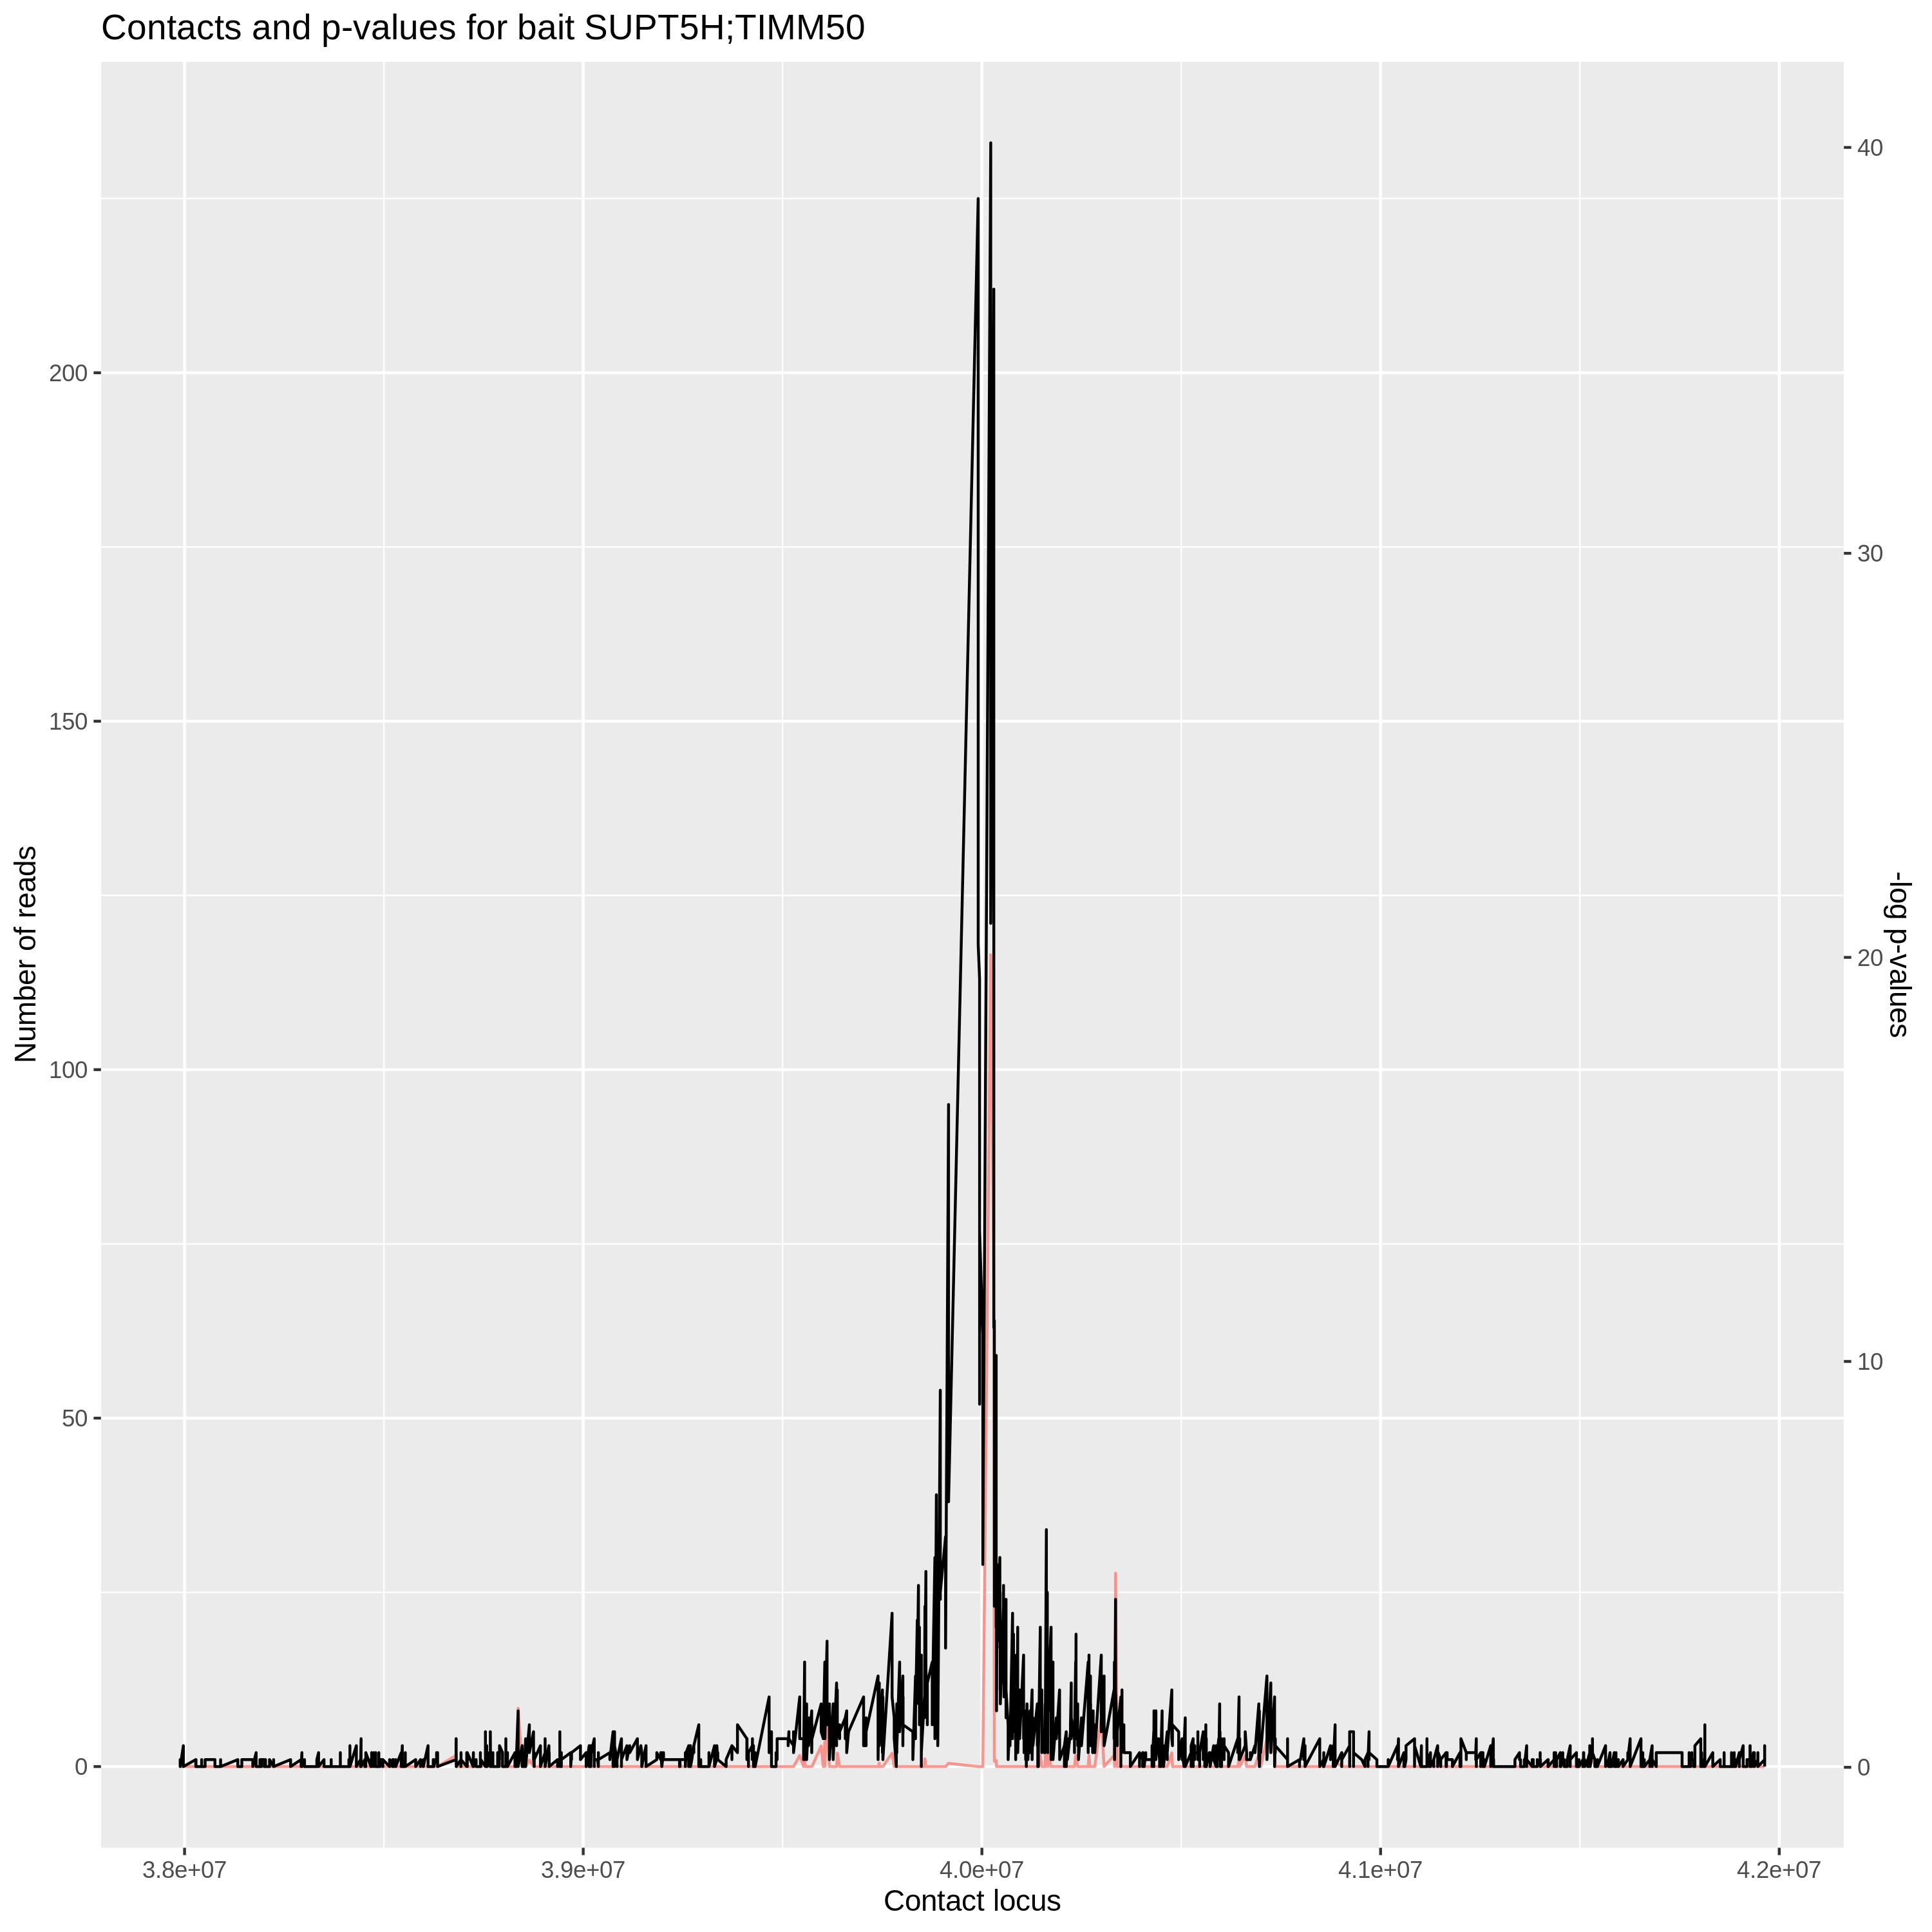 Contacts and p-values for bait SUPT5H;TIMM50
Number of reads
200
150
100
50
0
40
30
20
10
0
-log p-values
3.8e+07
3.9e+07
4.0e+07
4.1e+07
4.2e+07
Contact locus